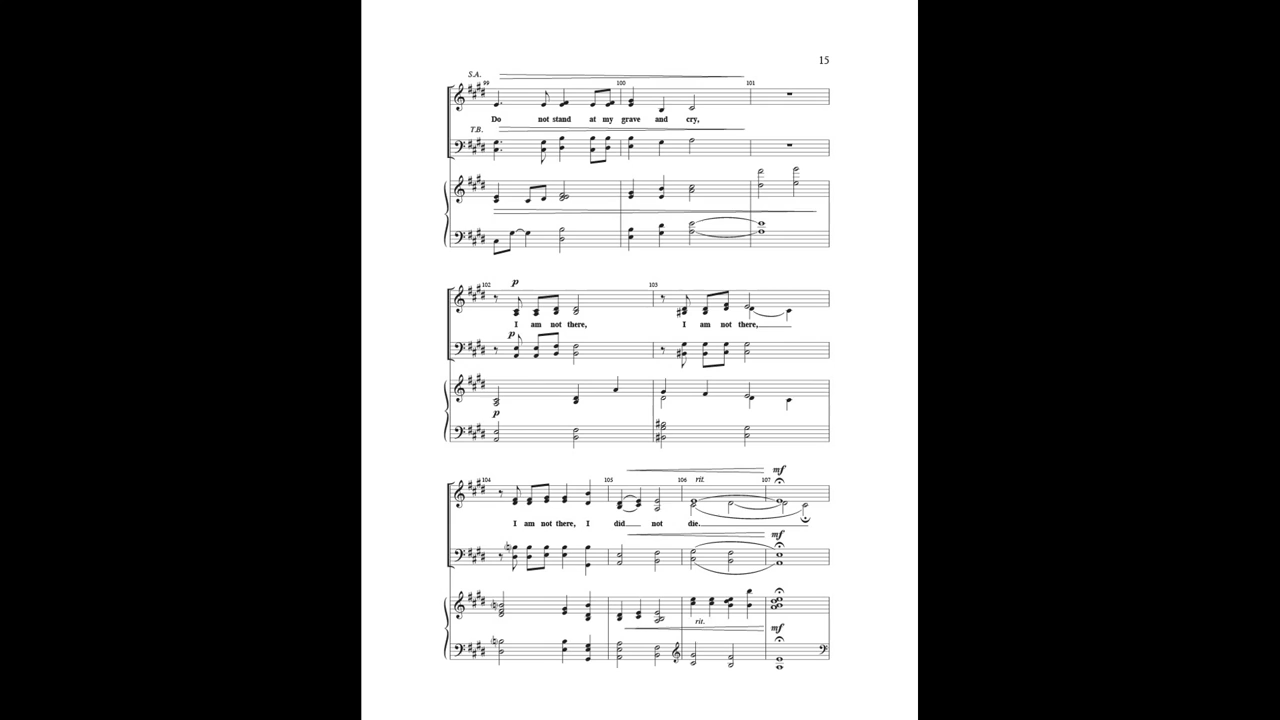 15
S.A.
99 100 101
Do not stand at my grave and cry,
T.B.
102 p 103
I am not there, I am not there,
p
p
104 105 106 rit. 107 mf
I am not there, I did not die.
mf
rit. mf